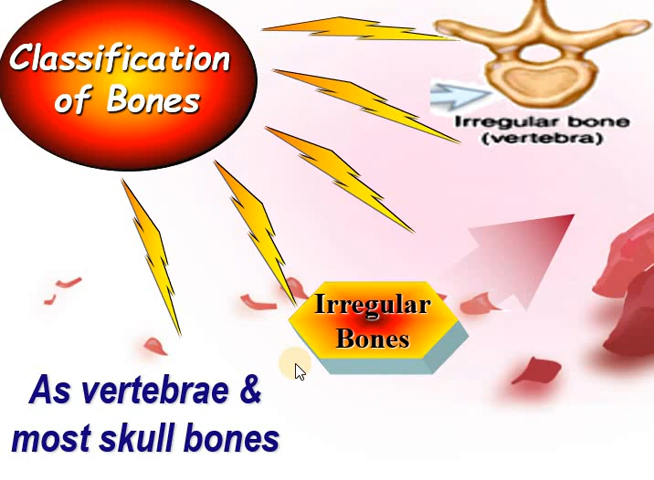 Classification
of Bones
Irregular bone
(vertebra)
Irregular
Bones
As vertebrae &
most skull bones